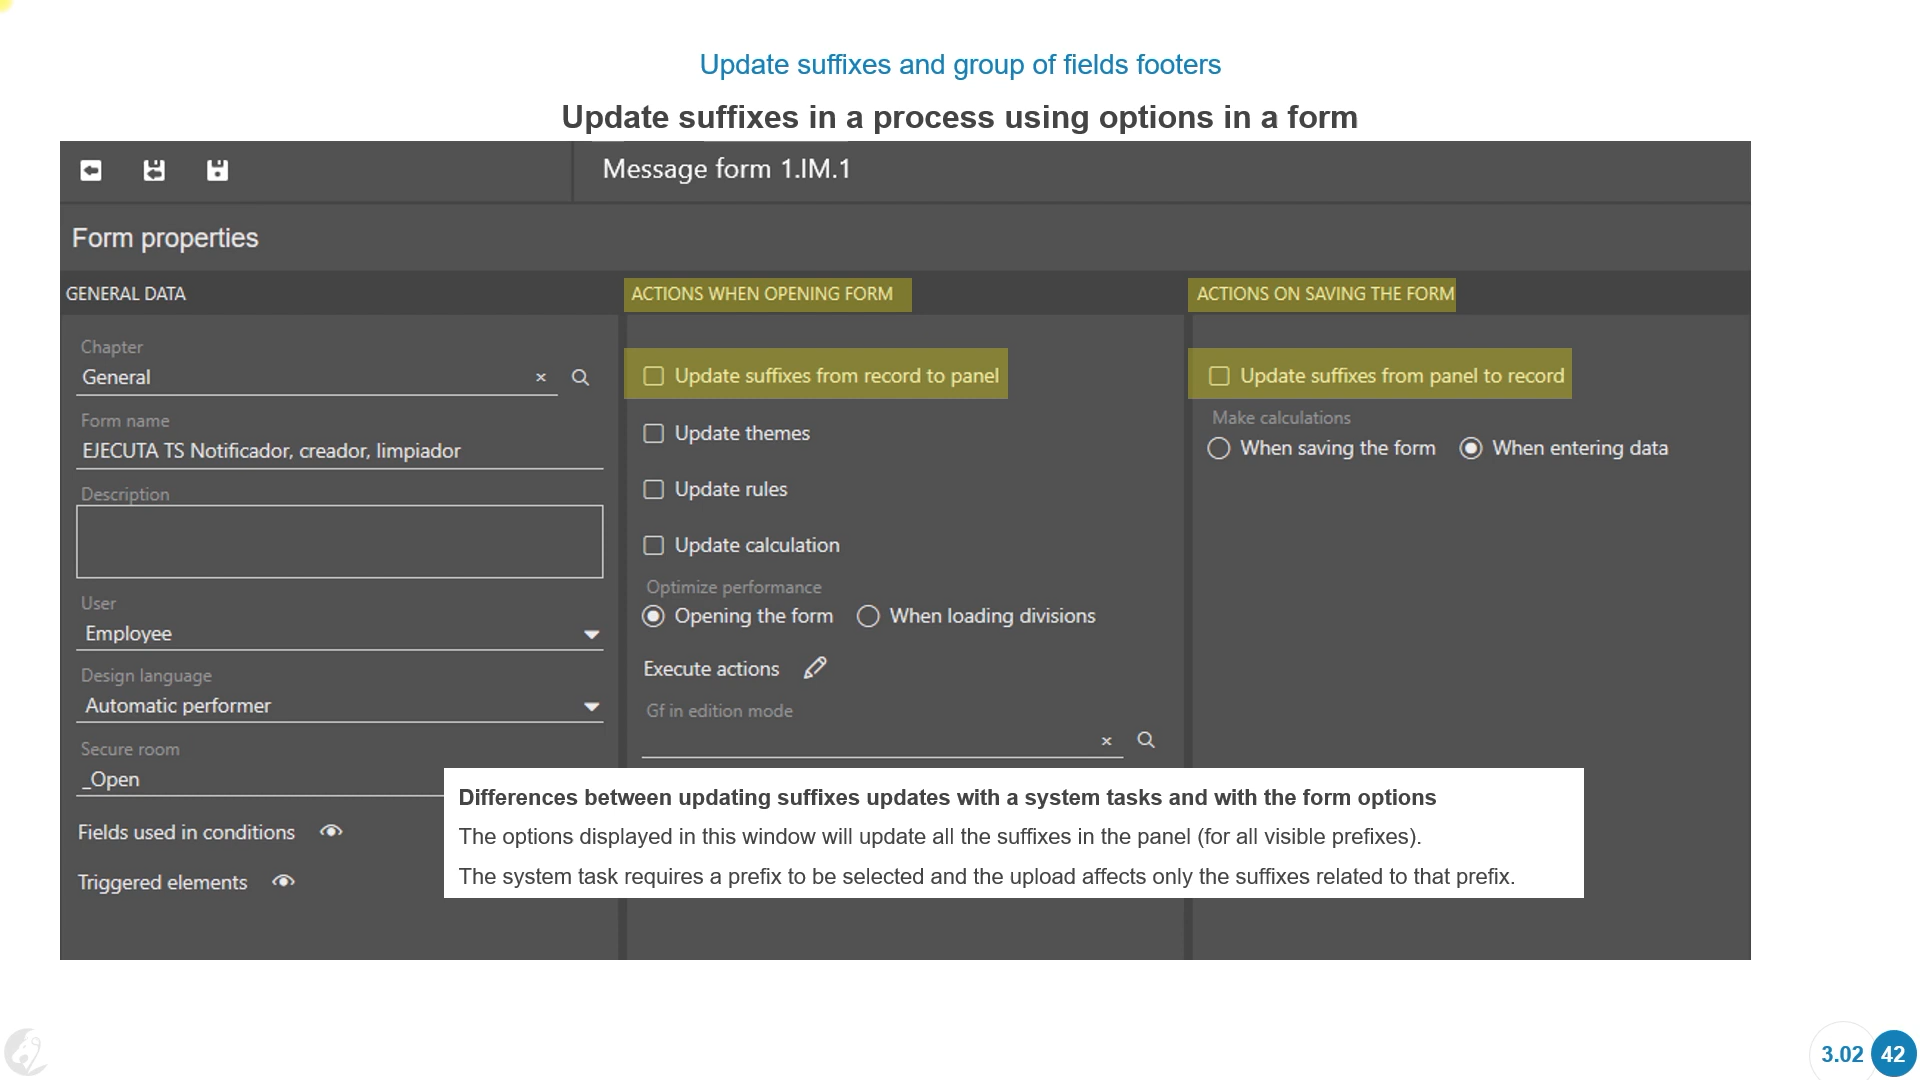 Update suffixes and group of fields footers
Update suffixes in a process using options in a form
Message form 1.IM.1
Form properties
GENERAL DATA
ACTIONS WHEN OPENING FORM
ACTIONS ON SAVING THE FORM
Chapter
General
Form name
EJECUTA TS Notificador, creador, limpiador
Description
User
Employee
Design language
Automatic performer
Secure room
_Open
Fields used in conditions
Triggered elements
Update suffixes from record to panel
Update themes
Update rules
Update calculation
Optimize performance
Opening the form When loading divisions
Execute actions
Gf in edition mode
Update suffixes from panel to record
Make calculations
When saving the form When entering data
Differences between updating suffixes updates with a system tasks and with the form options
The options displayed in this window will update all the suffixes in the panel (for all visible prefixes).
The system task requires a prefix to be selected and the upload affects only the suffixes related to that prefix.
3.02 42